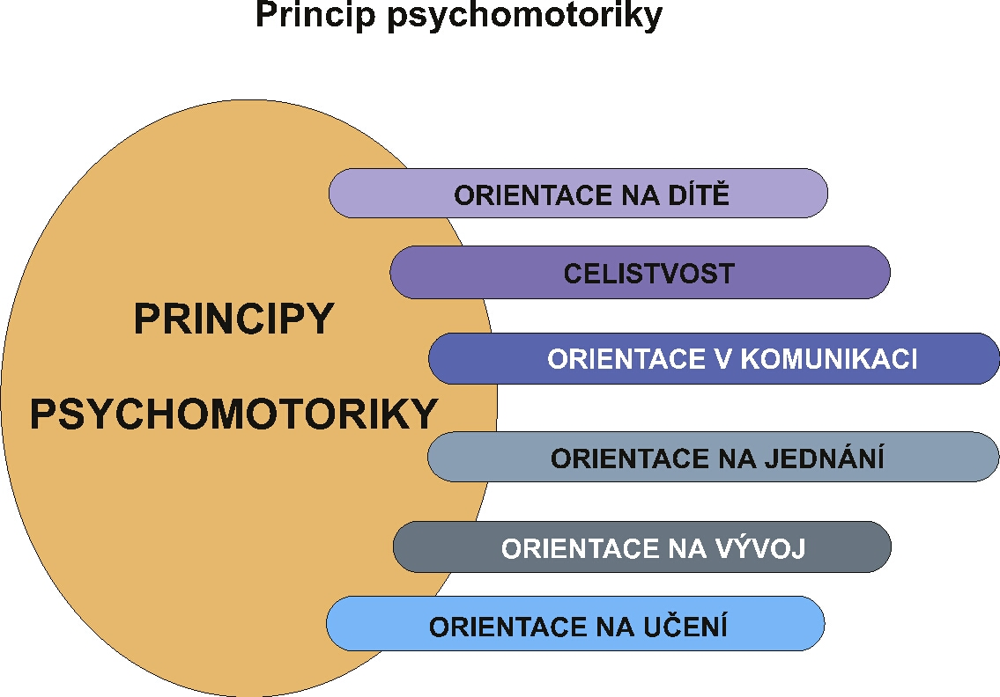 Princip psychomotoriky
PRINCIPY
PSYCHOMOTORIKY
ORIENTACE NA DÍTĚ
CELISTVOST
ORIENTACE V KOMUNIKACI
ORIENTACE NA JEDNÁNÍ
ORIENTACE NA VÝVOJ
ORIENTACE NA UČENÍ